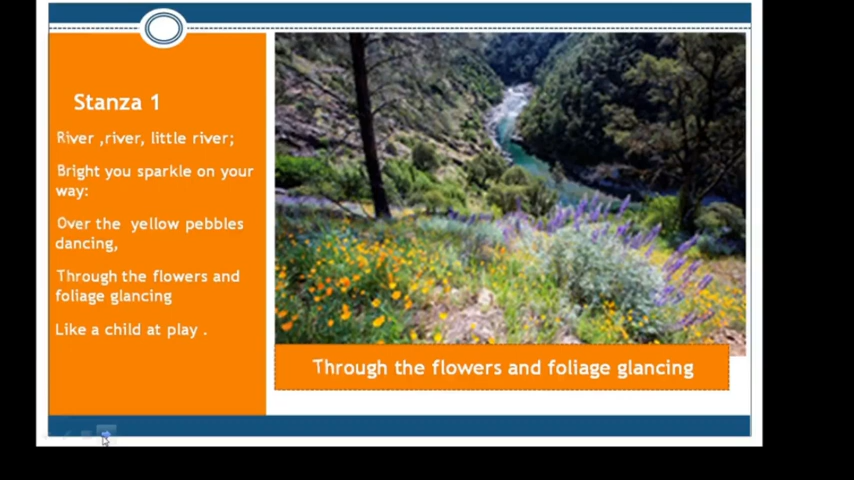 Stanza 1
River ,river, little river;
Bright you sparkle on your
way:
Over the yellow pebbles
dancing,
Through the flowers and
foliage glancing
Like a child at play .
Through the flowers and foliage glancing